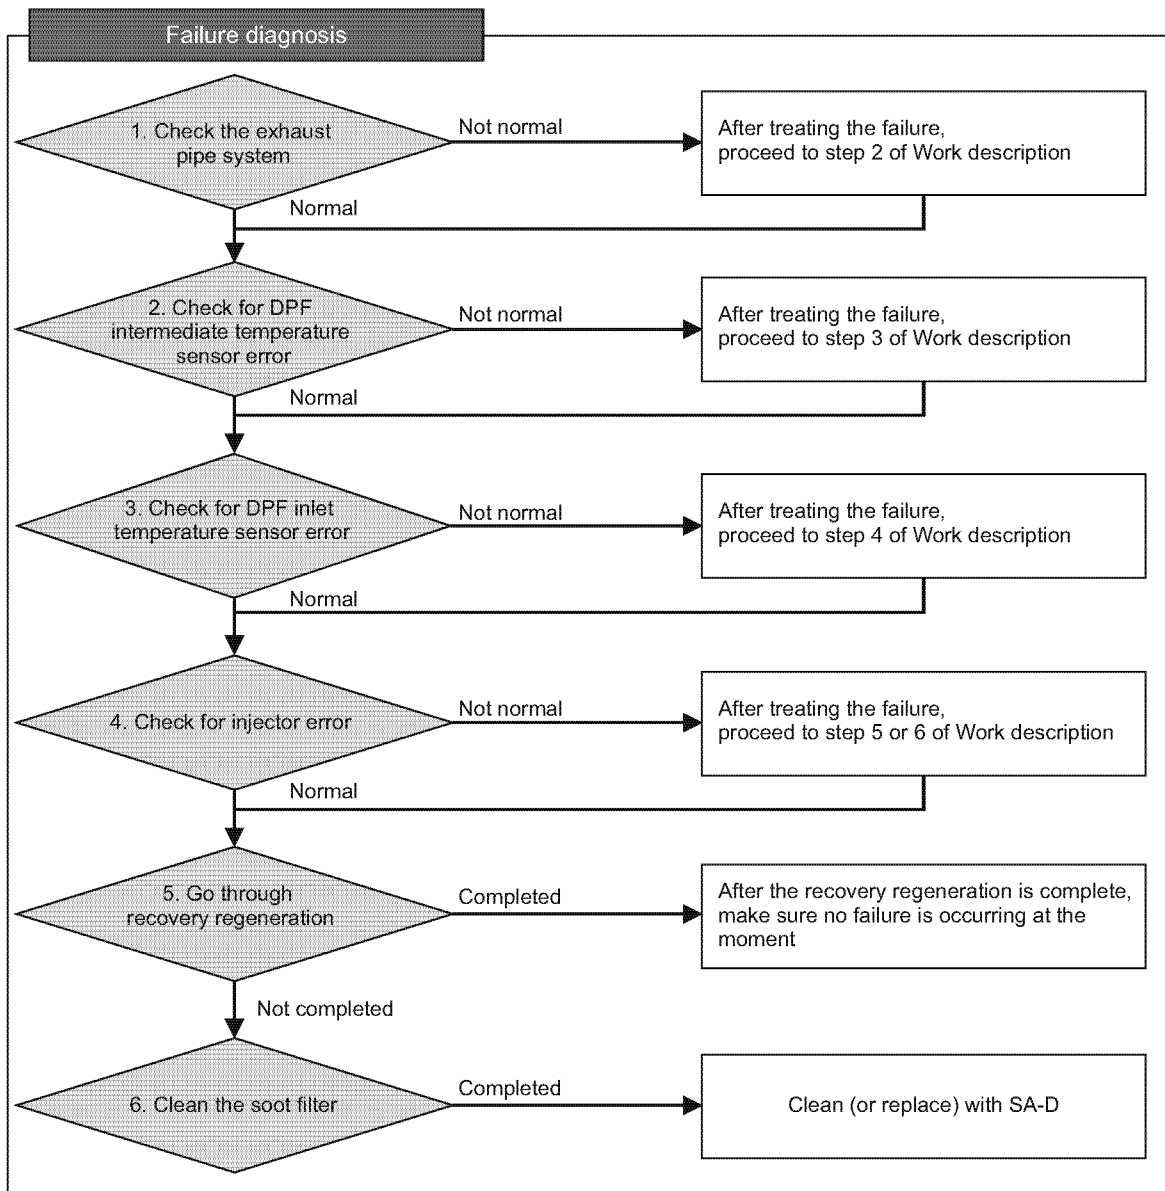 Failure diagnosis
1. Check the exhaust
pipe system
Not normal
After treating the failure,
proceed to step 2 of Work description
Normal
2. Check for DPF
intermediate temperature
sensor error
Not normal
After treating the failure,
proceed to step 3 of Work description
Normal
3. Check for DPF inlet
temperature sensor error
Not normal
After treating the failure,
proceed to step 4 of Work description
Normal
4. Check for injector error
Not normal
After treating the failure,
proceed to step 5 or 6 of Work description
Normal
5. Go through
recovery regeneration
Completed
After the recovery regeneration is complete,
make sure no failure is occurring at the
moment
Not completed
6. Clean the soot filter
Completed
Clean (or replace) with SA-D